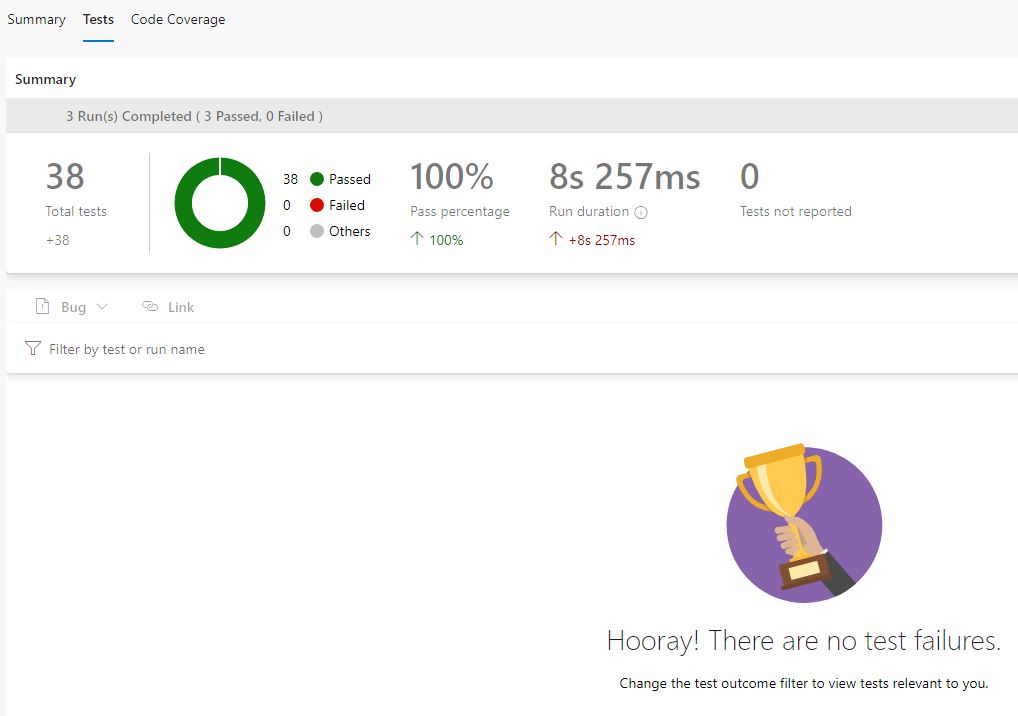 Summary Tests Code Coverage
Summary
3 Run(s) Completed ( 3 Passed, 0 Failed )
38
Total tests
+38
38 Passed
0 Failed
0 Others
100%
Pass percentage
100%
8s 257ms
Run duration
+8s 257ms
0
Tests not reported
Bug Link
Filter by test or run name
Hooray! There are no test failures.
Change the test outcome filter to view tests relevant to you.